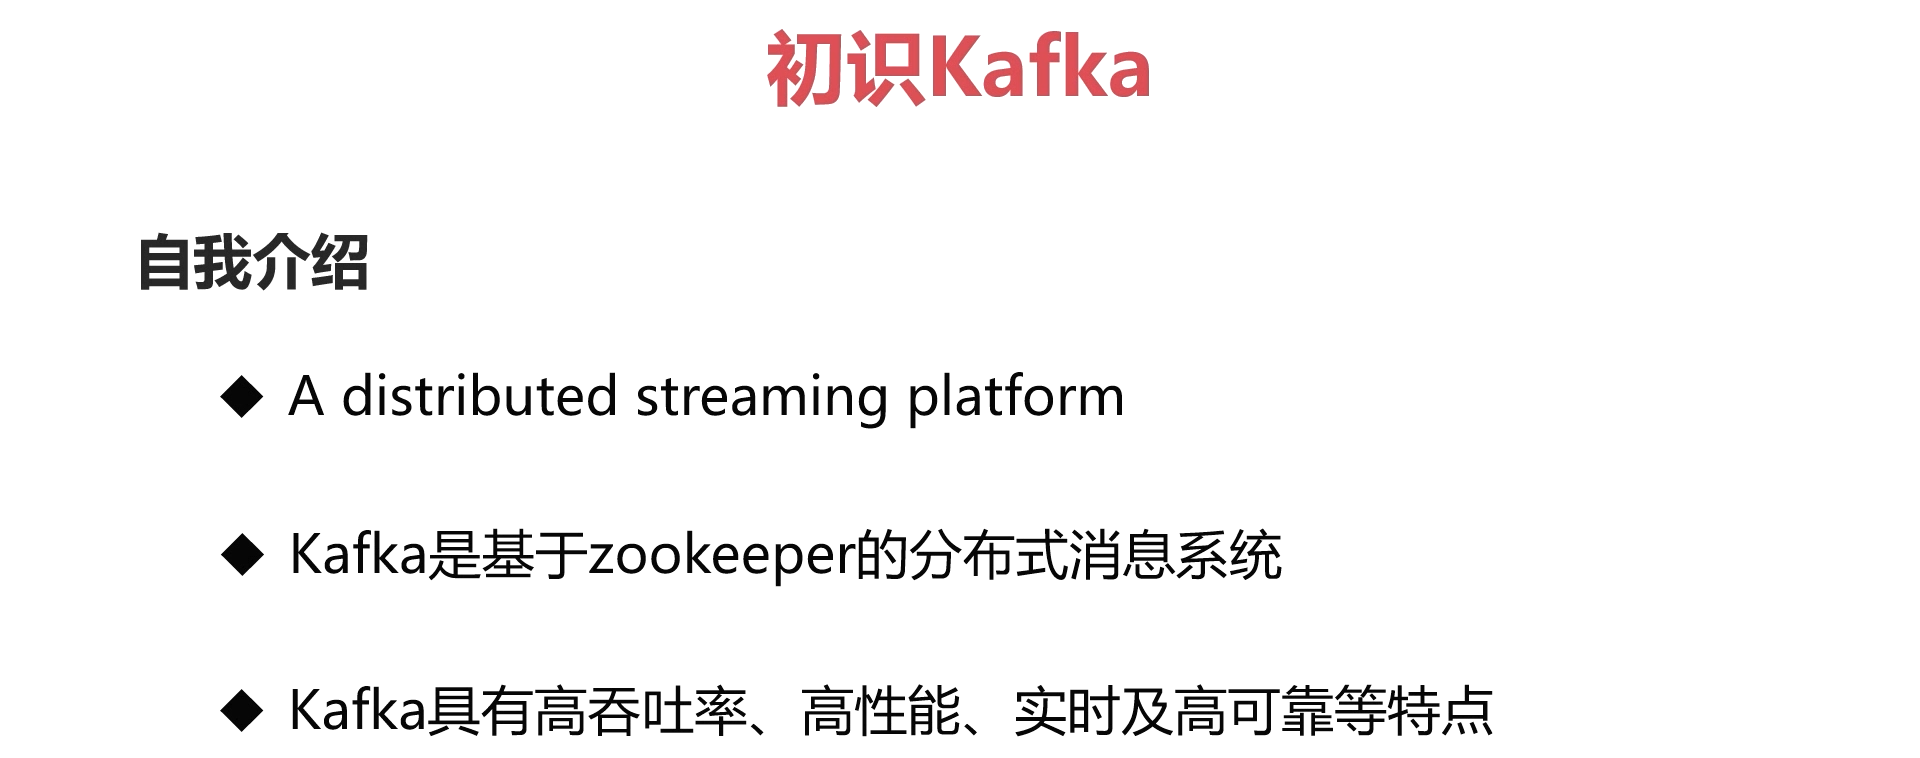 初识Kafka
自我介绍
◆ A distributed streaming platform
◆ Kafka是基于zookeeper的分布式消息系统
◆ Kafka具有高吞吐率、高性能、实时及高可靠等特点